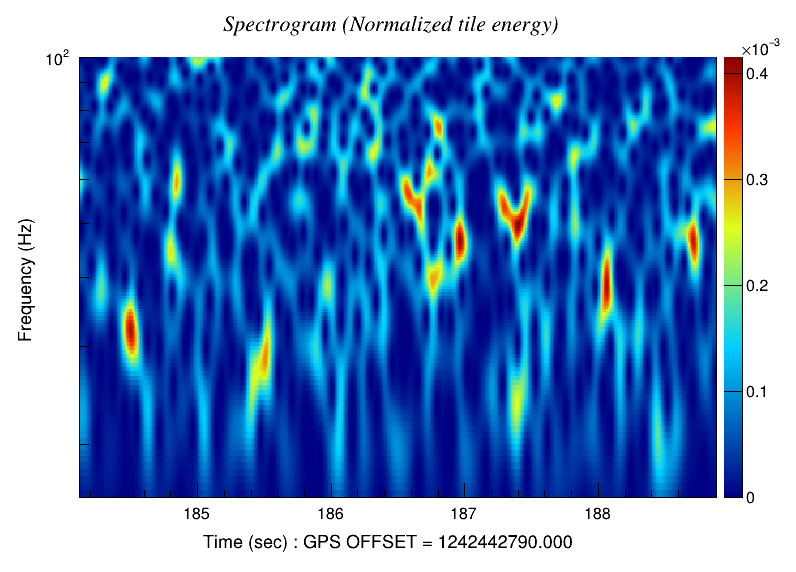 Spectrogram (Normalized tile energy)
×10⁻³
10²
0.4
0.3
0.2
0.1
0
Frequency (Hz)
185 186 187 188
Time (sec) : GPS OFFSET = 1242442790.000